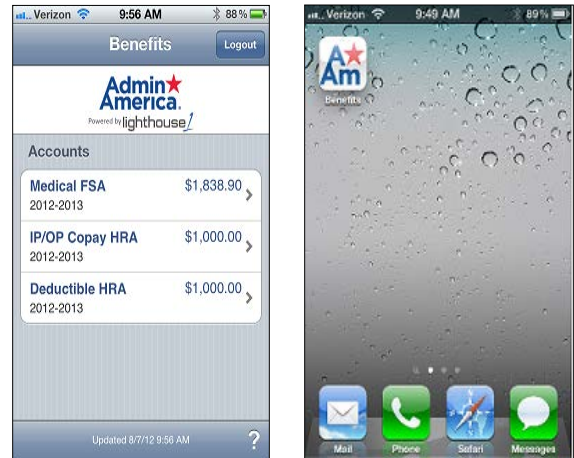 Verizon 9:56 AM 88%
Benefits Logout
Admin
America.
Powered by lighthouse1
Accounts
Medical FSA $1,838.90
2012-2013
IP/OP Copay HRA $1,000.00
2012-2013
Deductible HRA $1,000.00
2012-2013
Updated 8/7/12 9:56 AM ?
Verizon 9:49 AM 89%
A
Am
Benefits
Mail Phone Safari Messages